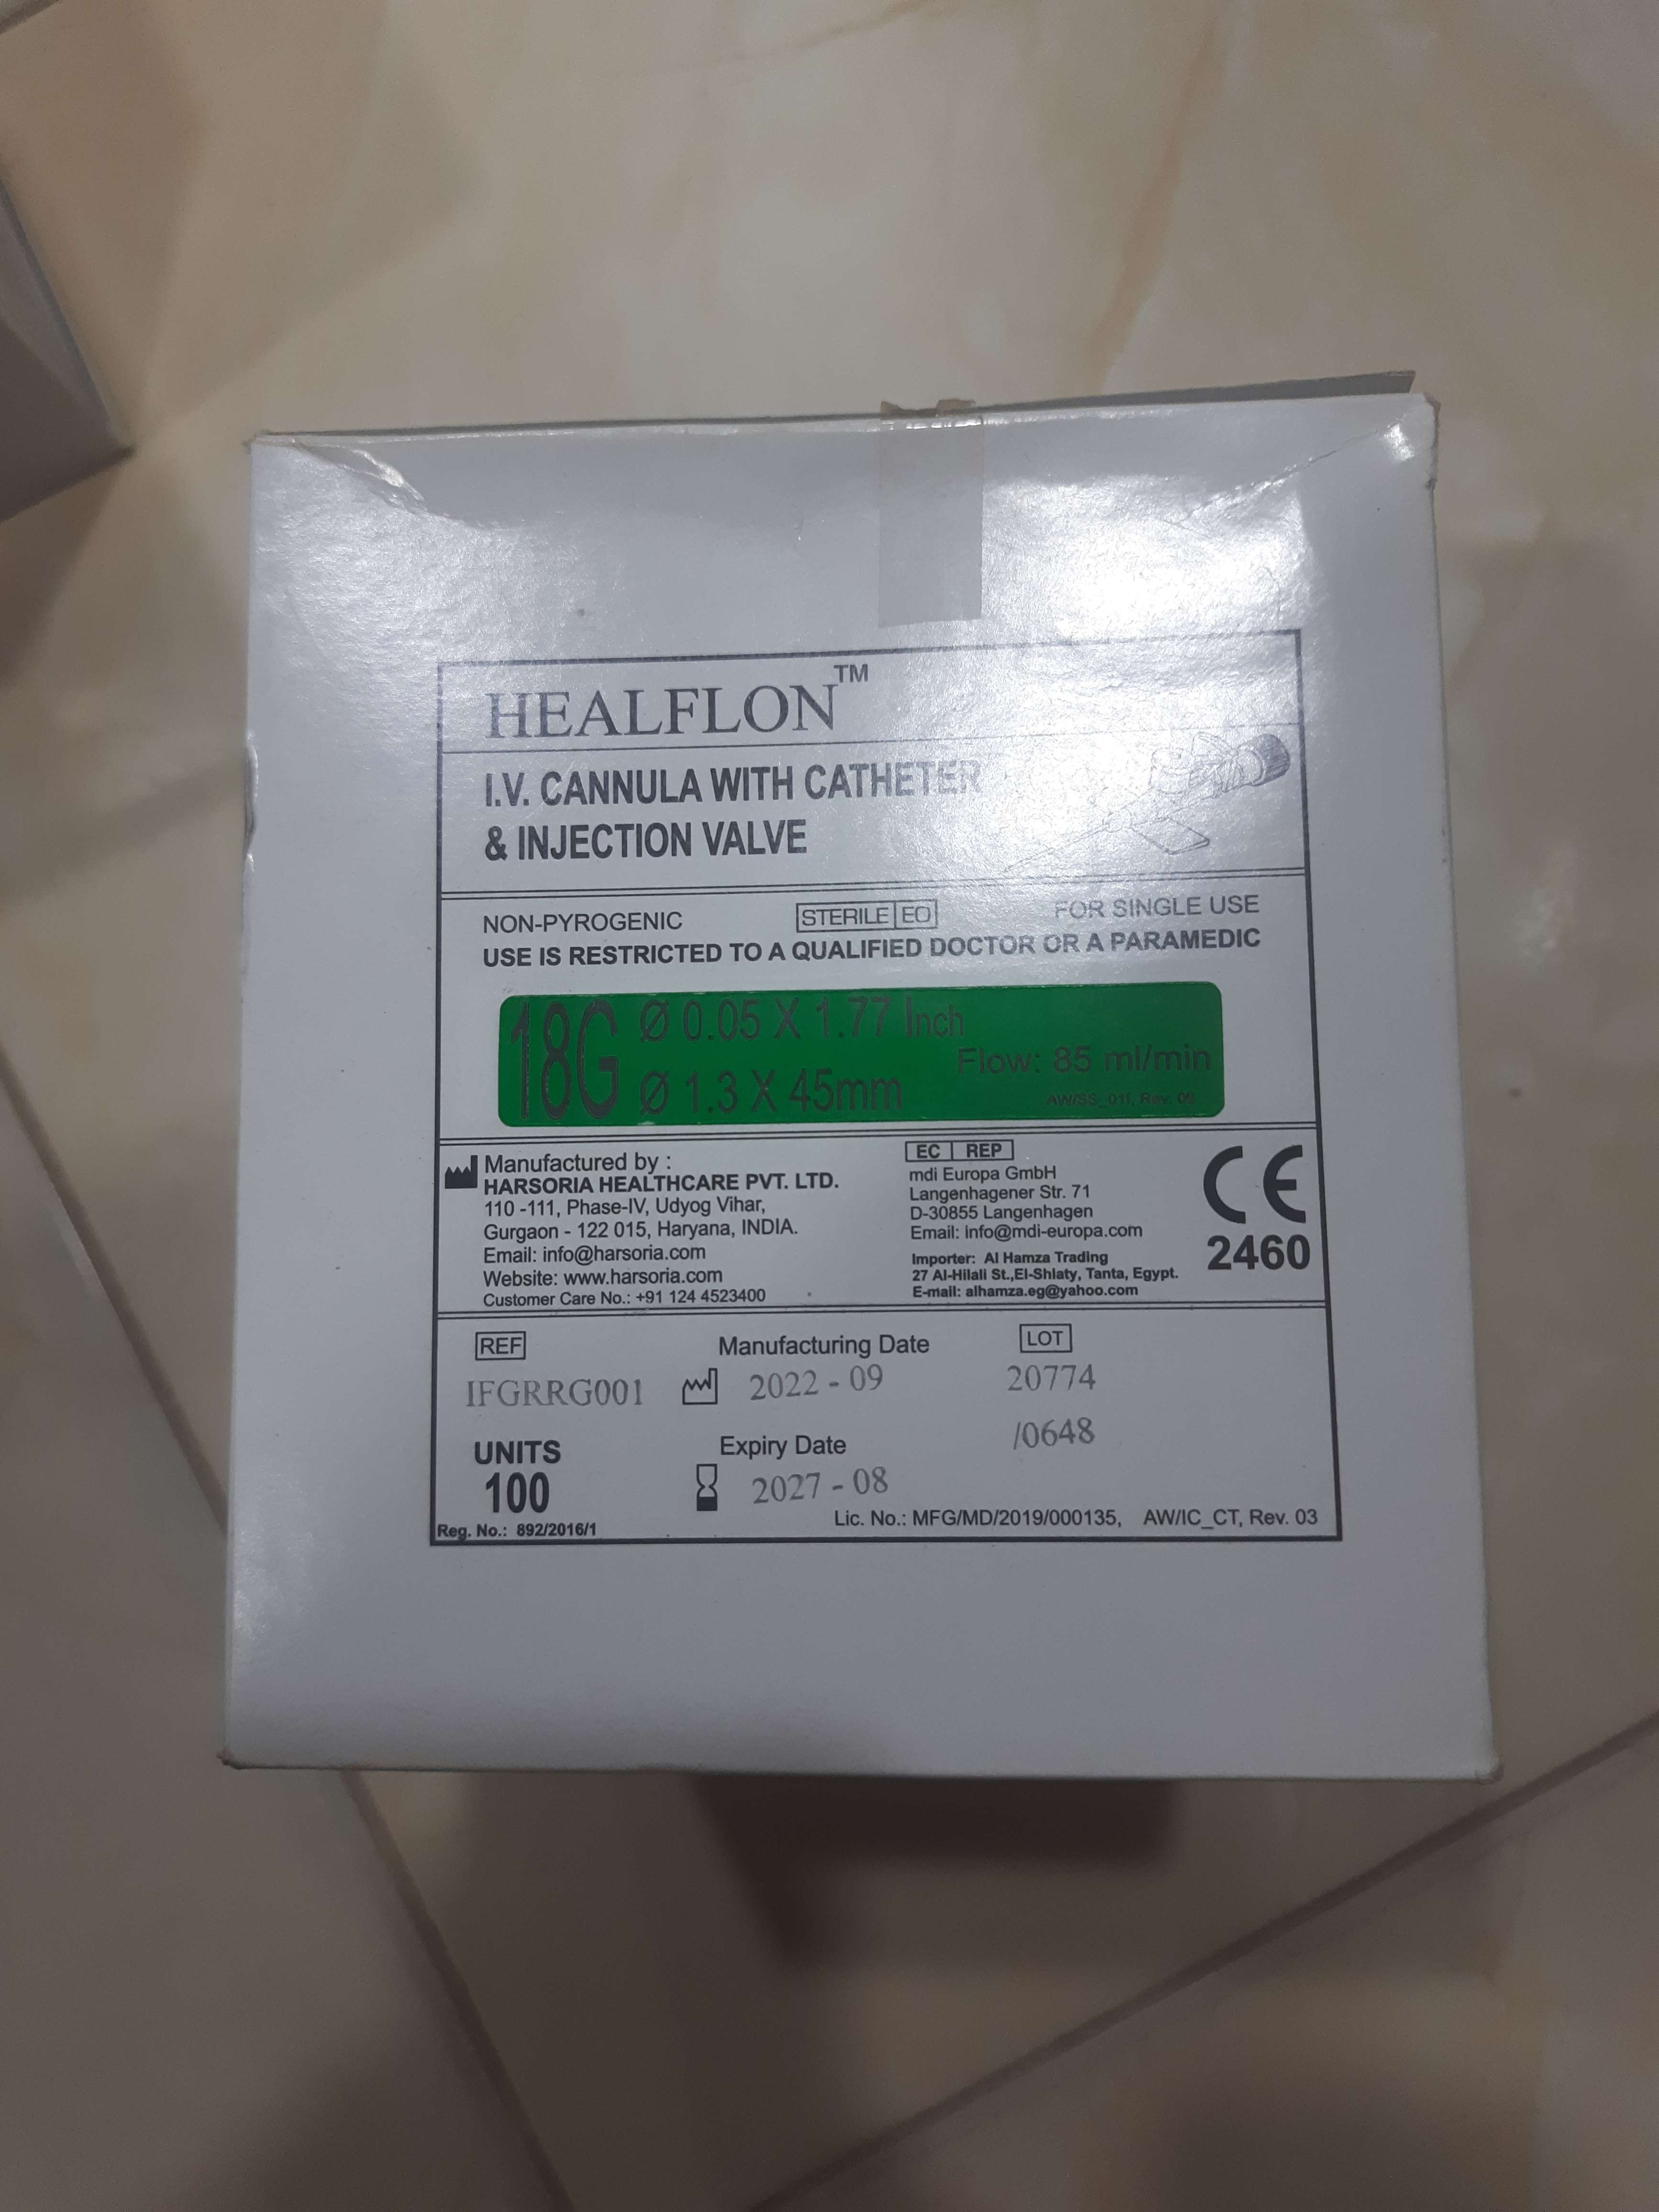 HEALFLON™
I.V. CANNULA WITH CATHETER
& INJECTION VALVE
NON-PYROGENIC STERILE EO FOR SINGLE USE
USE IS RESTRICTED TO A QUALIFIED DOCTOR OR A PARAMEDIC
18G Ø 0.05 X 1.77 Inch
Flow: 85 ml/min
Ø 1.3 X 45mm
AW/SS_01f, Rev.
Manufactured by :
HARSORIA HEALTHCARE PVT. LTD.
110 -111, Phase-IV, Udyog Vihar,
Gurgaon - 122 015, Haryana, INDIA.
Email: info@harsoria.com
Website: www.harsoria.com
Customer Care No.: +91 124 4523400
EC REP
mdi Europa GmbH
Langenhagener Str. 71
D-30855 Langenhagen
Email: info@mdi-europa.com
Importer: Al Hamza Trading
27 Al-Hilali St.,El-Shiaty, Tanta, Egypt.
E-mail: alhamza.eg@yahoo.com
CE
2460
REF
IFGRRG001
UNITS
100
Reg. No.: 892/2016/1
Manufacturing Date
2022 - 09
Expiry Date
2027 - 08
LOT
20774
/0648
Lic. No.: MFG/MD/2019/000135, AW/IC_CT, Rev. 03